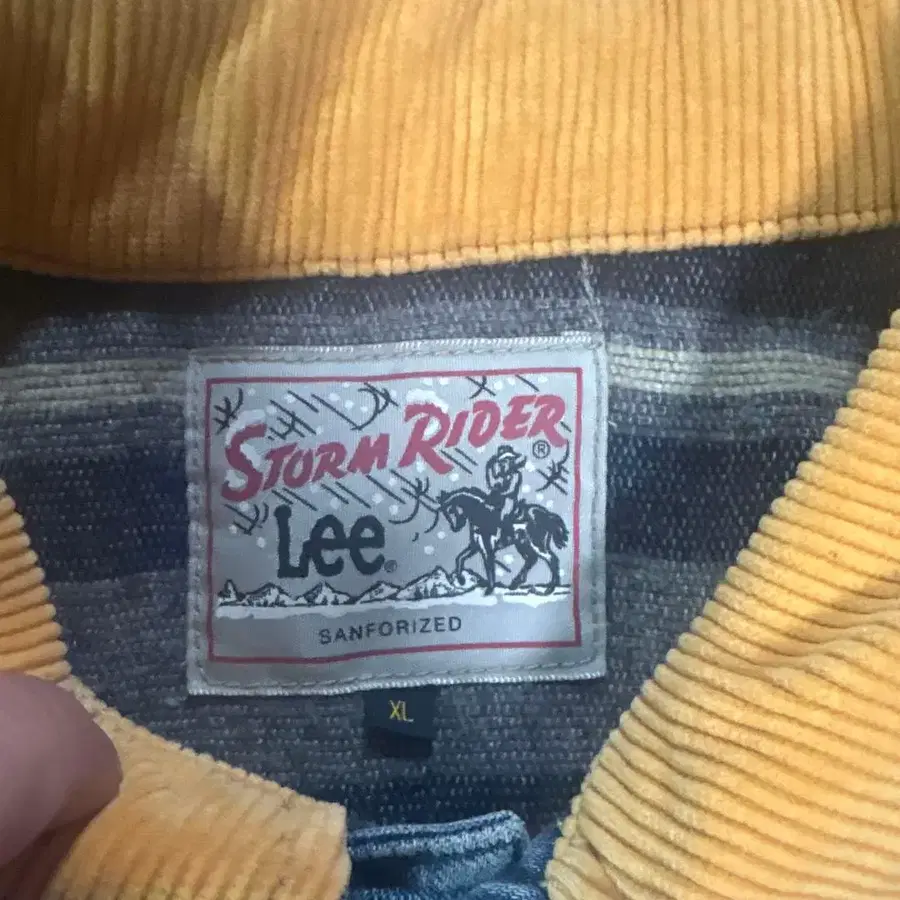 STORM RIDER ®
Lee ®
SANFORIZED
XL